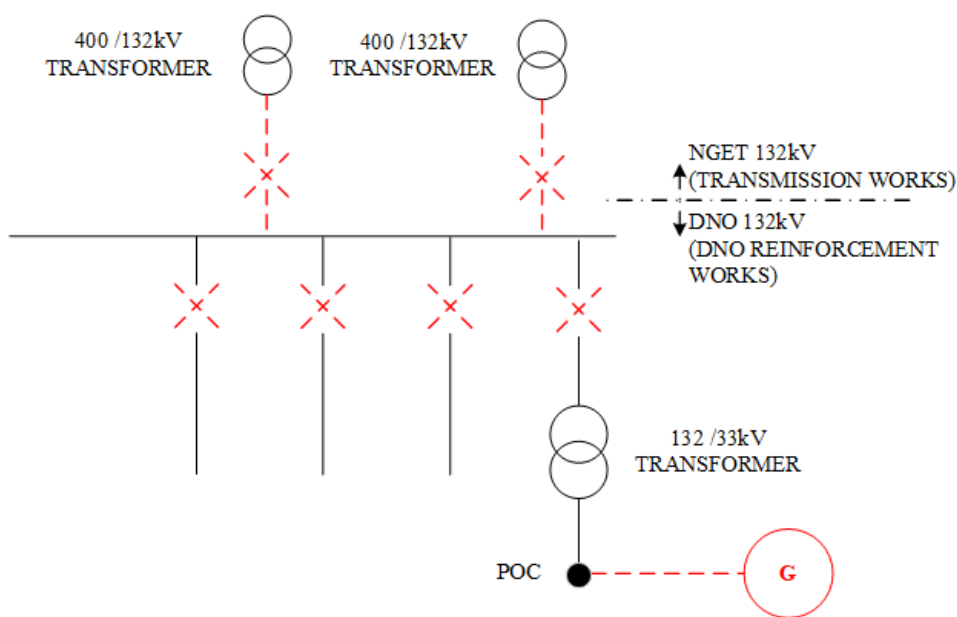 400 /132kV
TRANSFORMER
400 /132kV
TRANSFORMER
NGET 132kV
(TRANSMISSION WORKS)
DNO 132kV
(DNO REINFORCEMENT
WORKS)
132 /33kV
TRANSFORMER
POC
G